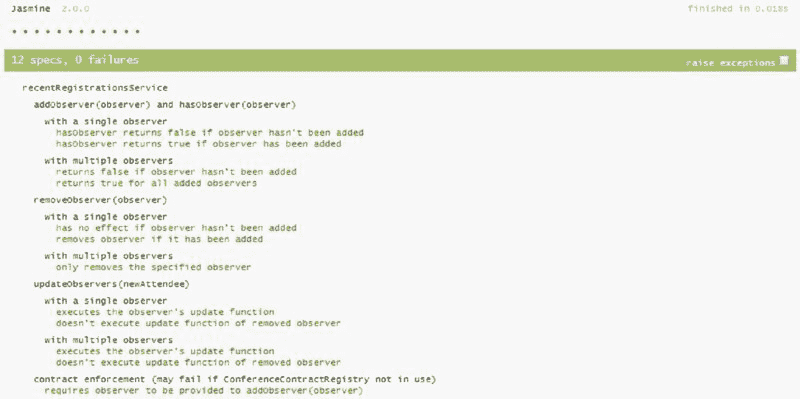 Jasmine 2.0.0
finished in 0.018s
12 specs, 0 failures
raise exceptions
recentRegistrationsService
addObserver(observer) and hasObserver(observer)
with a single observer
hasObserver returns false if observer hasn't been added
hasObserver returns true if observer has been added
with multiple observers
returns false if observer hasn't been added
returns true for all added observers
removeObserver(observer)
with a single observer
has no effect if observer hasn't been added
removes observer if it has been added
with multiple observers
only removes the specified observer
updateObservers(newAttendee)
with a single observer
executes the observer's update function
doesn't execute update function of removed observer
with multiple observers
executes the observer's update function
doesn't execute update function of removed observer
contract enforcement (may fail if ConferenceContractRegistry not in use)
requires observer to be provided to addObserver(observer)